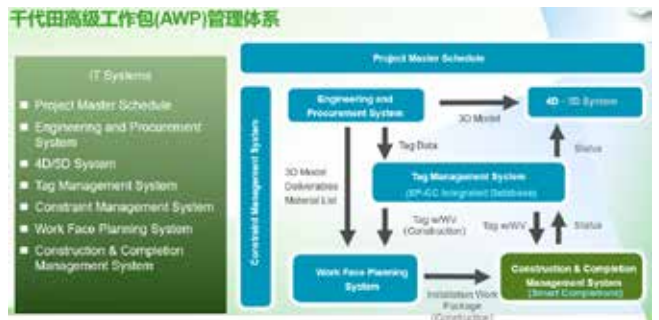 千代田高级工作包(AWP)管理体系
IT Systems
Project Master Schedule
Engineering and Procurement
System
4D/5D System
Tag Management System
Constraint Management System
Work Face Planning System
Construction & Completion
Management System
Project Master Schedule
Constraint Management System
Engineering and
Procurement System
3D Model
4D - 5D System
Tag Data
Status
3D Model
Deliverables
Material List
Tag Management System
(EP-CC Integrated Database)
Tag w/WV
(Construction)
Tag w/WV
Status
Work Face Planning
System
Installation Work
Package
(Construction)
Construction & Completion
Management System
(Smart Completions)